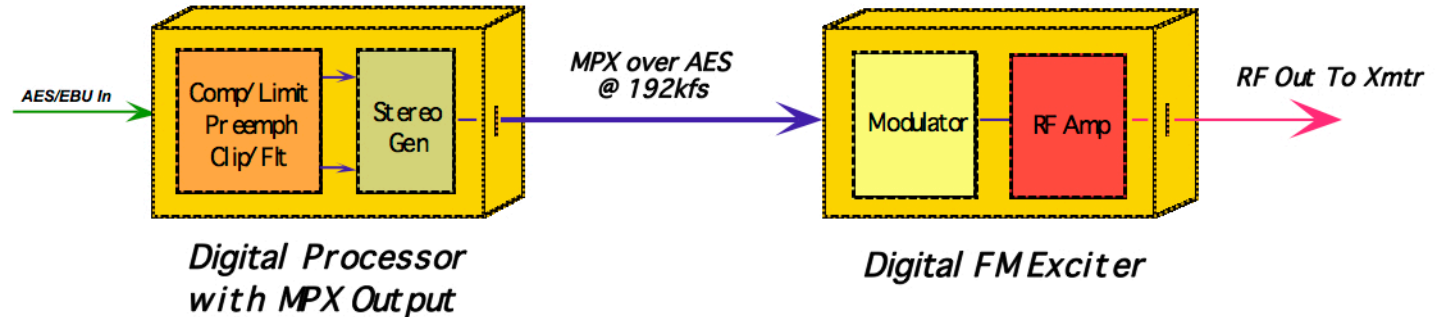 AES/EBU In
Comp/Limit
Preemph
Clip/Flt
Stereo
Gen
MPX over AES
@ 192kfs
Modulator
RF Amp
RF Out To Xmtr
Digital Processor
with MPX Output
Digital FM Exciter